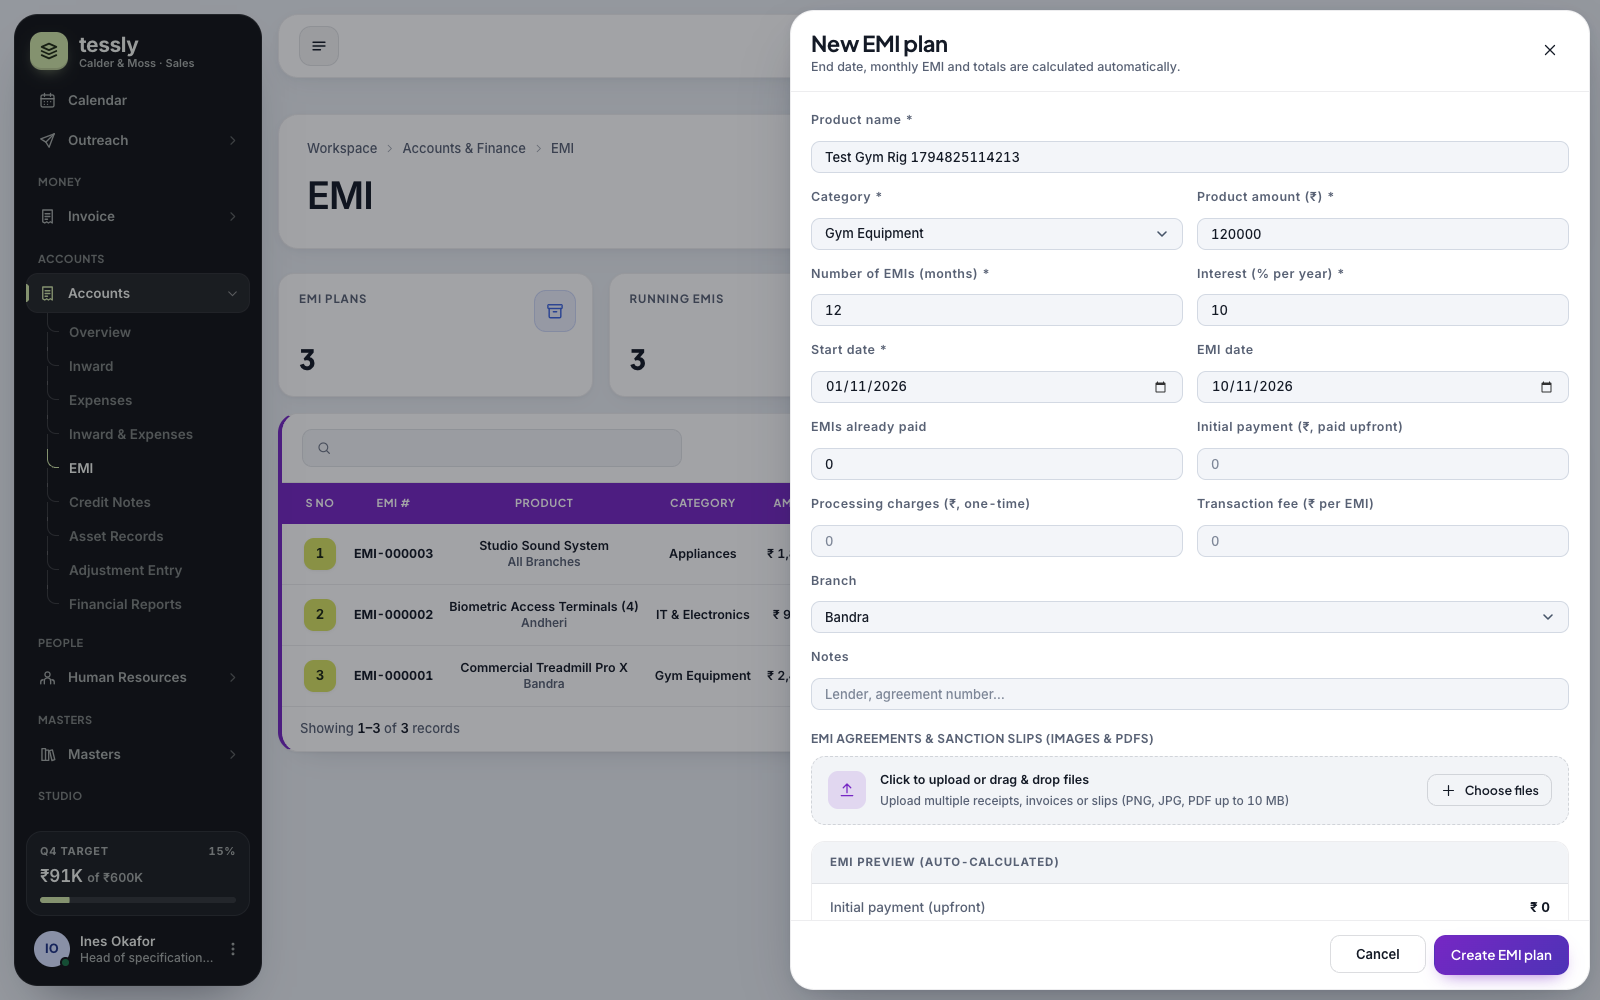 tessly
Calder & Moss · Sales
Calendar
Outreach
MONEY
Invoice
ACCOUNTS
Accounts
Overview
Inward
Expenses
Inward & Expenses
EMI
Credit Notes
Asset Records
Adjustment Entry
Financial Reports
PEOPLE
Human Resources
MASTERS
Masters
STUDIO
Q4 TARGET 15%
₹91K of ₹600K
IO
Ines Okafor
Head of specification...
Workspace > Accounts & Finance > EMI
EMI
EMI PLANS
3
RUNNING EMIS
3
S NO EMI # PRODUCT CATEGORY AM
1 EMI-000003 Studio Sound System All Branches Appliances ₹ 1,
2 EMI-000002 Biometric Access Terminals (4) Andheri IT & Electronics ₹ 9
3 EMI-000001 Commercial Treadmill Pro X Bandra Gym Equipment ₹ 2,
Showing 1–3 of 3 records
New EMI plan
End date, monthly EMI and totals are calculated automatically.
Product name *
Test Gym Rig 1794825114213
Category * Product amount (₹) *
Gym Equipment 120000
Number of EMIs (months) * Interest (% per year) *
12 10
Start date * EMI date
01/11/2026 10/11/2026
EMIs already paid Initial payment (₹, paid upfront)
0 0
Processing charges (₹, one-time) Transaction fee (₹ per EMI)
0 0
Branch
Bandra
Notes
Lender, agreement number...
EMI AGREEMENTS & SANCTION SLIPS (IMAGES & PDFS)
Click to upload or drag & drop files
Upload multiple receipts, invoices or slips (PNG, JPG, PDF up to 10 MB)
Choose files
EMI PREVIEW (AUTO-CALCULATED)
Initial payment (upfront) ₹ 0
Cancel Create EMI plan